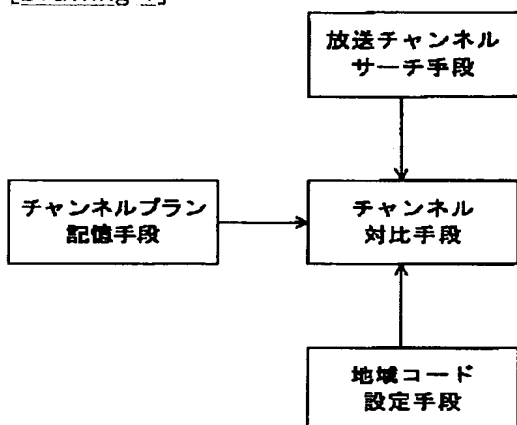 放送チャンネル
サーチ手段
チャンネルプラン
記憶手段
チャンネル
対比手段
地域コード
設定手段